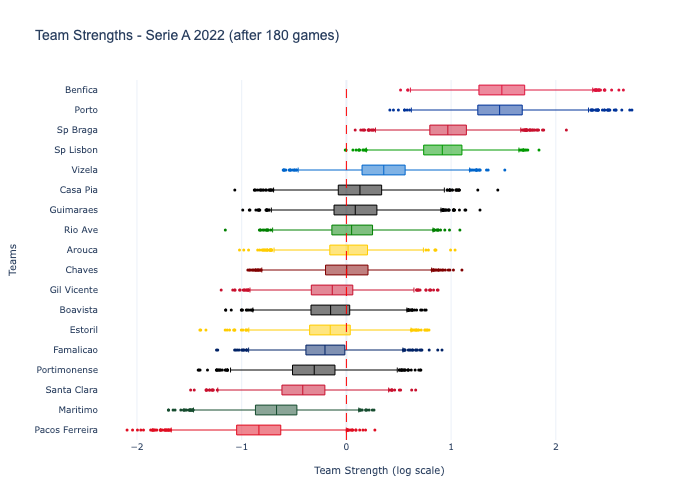 Team Strengths - Serie A 2022 (after 180 games)
Benfica
Porto
Sp Braga
Sp Lisbon
Vizela
Casa Pia
Guimaraes
Rio Ave
Arouca
Chaves
Gil Vicente
Boavista
Estoril
Famalicao
Portimonense
Santa Clara
Maritimo
Pacos Ferreira
Teams
−2
−1
0
1
2
Team Strength (log scale)